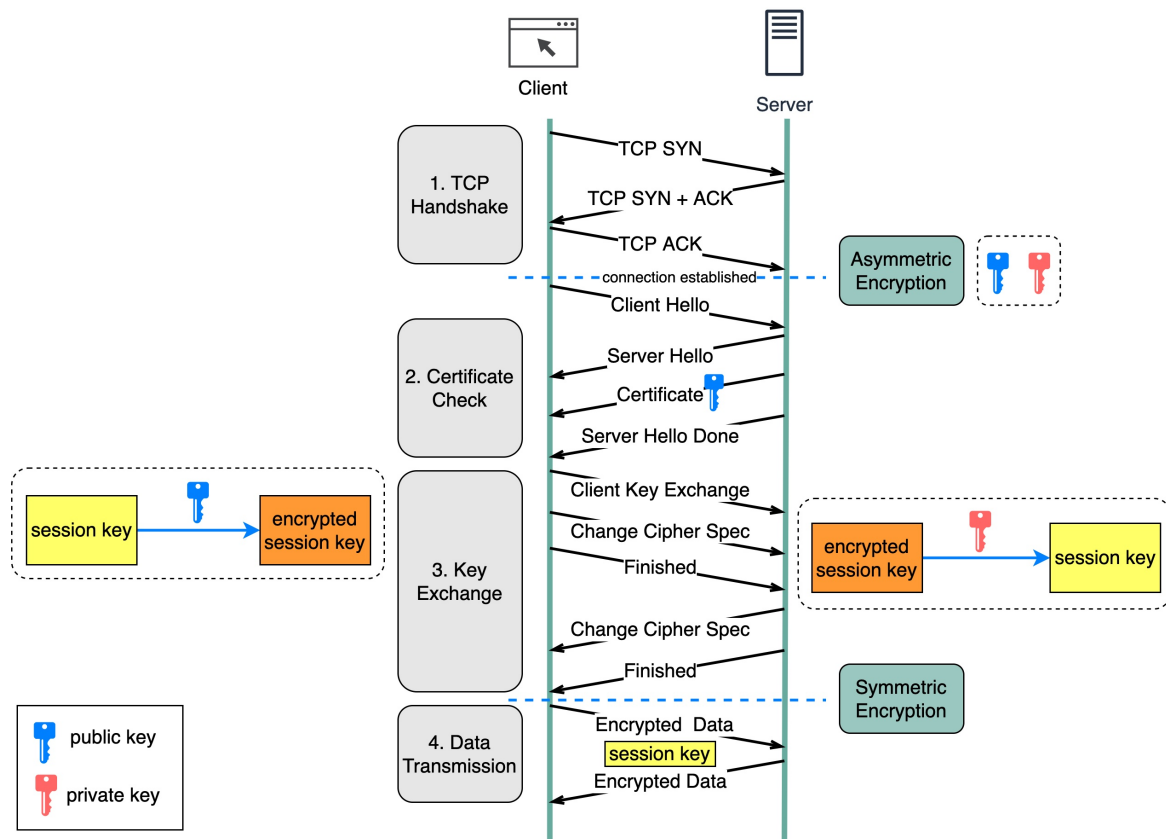 Client
Server
1. TCP
Handshake
TCP SYN
TCP SYN + ACK
TCP ACK
connection established
Asymmetric
Encryption
Client Hello
2. Certificate
Check
Server Hello
Certificate
Server Hello Done
session key
encrypted
session key
3. Key
Exchange
Client Key Exchange
Change Cipher Spec
Finished
Change Cipher Spec
Finished
encrypted
session key
session key
Symmetric
Encryption
4. Data
Transmission
Encrypted Data
session key
Encrypted Data
public key
private key